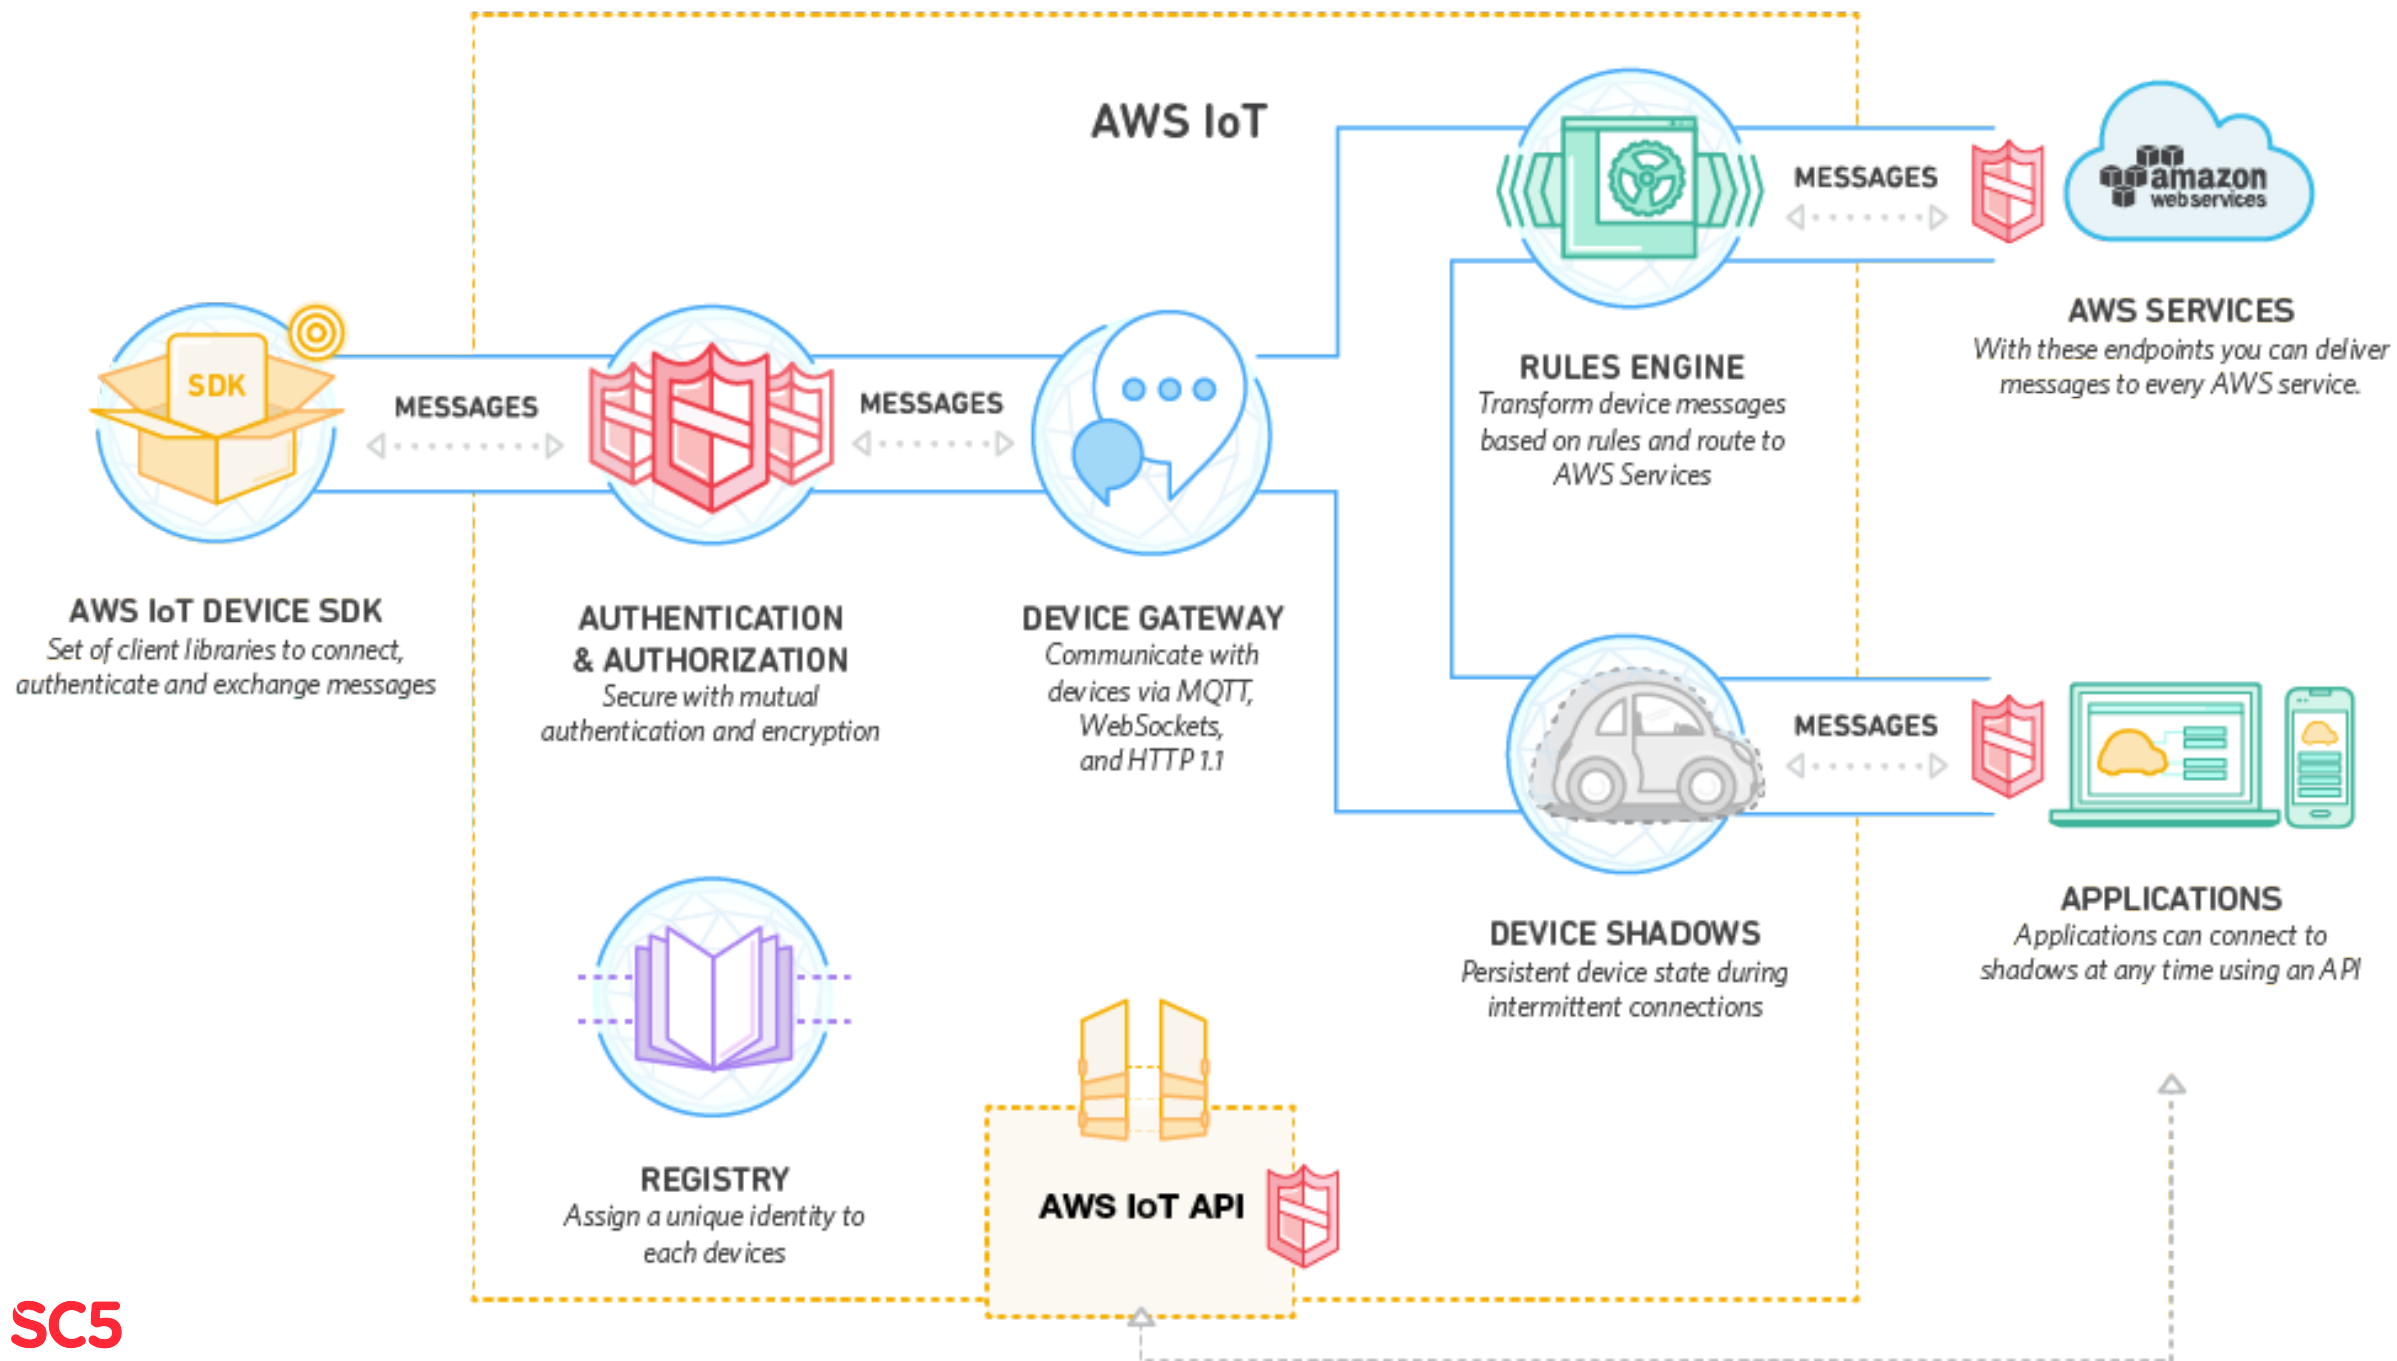 AWS IoT
MESSAGES
amazon
webservices
AWS SERVICES
With these endpoints you can deliver
messages to every AWS service.
RULES ENGINE
Transform device messages
based on rules and route to
AWS Services
SDK
MESSAGES
MESSAGES
AWS IoT DEVICE SDK
Set of client libraries to connect,
authenticate and exchange messages
AUTHENTICATION
& AUTHORIZATION
Secure with mutual
authentication and encryption
DEVICE GATEWAY
Communicate with
devices via MQTT,
WebSockets,
and HTTP 1.1
MESSAGES
DEVICE SHADOWS
Persistent device state during
intermittent connections
APPLICATIONS
Applications can connect to
shadows at any time using an API
REGISTRY
Assign a unique identity to
each devices
AWS IoT API
SC5